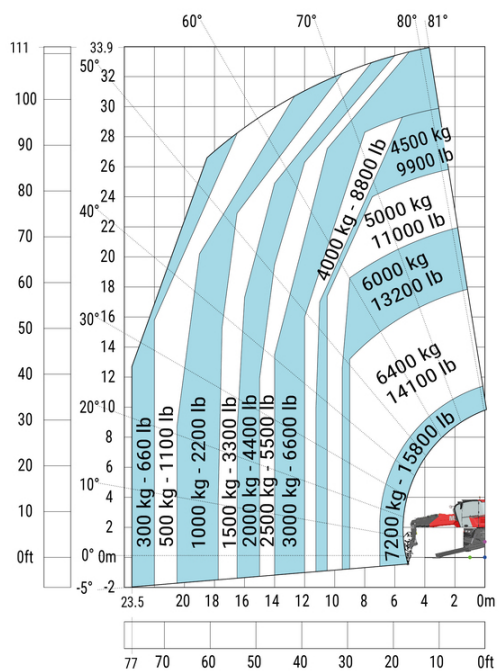 60° 70° 80° 81°
111 33.9
50°
32
100 30
90 28
4500 kg
9900 lb
26
80 24
40° 22
5000 kg
11000 lb
4000 kg - 8800 lb
70 20
60 18
6000 kg
13200 lb
30° 16
50 14
40 12
6400 kg
14100 lb
20° 10
30 8
20 6
10° 4
10 2
0ft 0° 0m
-5° -2
300 kg - 660 lb
500 kg - 1100 lb
1000 kg - 2200 lb
1500 kg - 3300 lb
2000 kg - 4400 lb
2500 kg - 5500 lb
3000 kg - 6600 lb
7200 kg - 15800 lb
23.5 20 18 16 14 12 10 8 6 4 2 0m
77 70 60 50 40 30 20 10 0ft